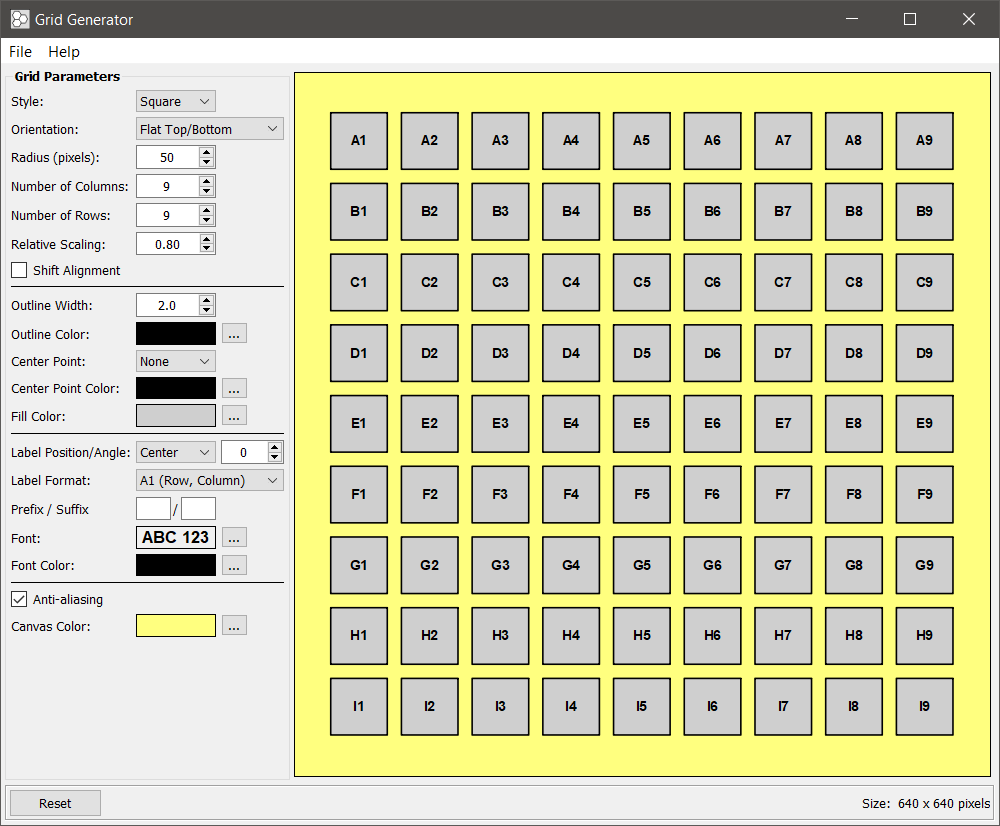 Grid Generator
File Help
Grid Parameters
Style: Square
Orientation: Flat Top/Bottom
Radius (pixels): 50
Number of Columns: 9
Number of Rows: 9
Relative Scaling: 0.80
Shift Alignment
Outline Width: 2.0
Outline Color: ...
Center Point: None
Center Point Color: ...
Fill Color: ...
Label Position/Angle: Center 0
Label Format: A1 (Row, Column)
Prefix / Suffix /
Font: ABC 123 ...
Font Color: ...
Anti-aliasing
Canvas Color: ...
A1 A2 A3 A4 A5 A6 A7 A8 A9
B1 B2 B3 B4 B5 B6 B7 B8 B9
C1 C2 C3 C4 C5 C6 C7 C8 C9
D1 D2 D3 D4 D5 D6 D7 D8 D9
E1 E2 E3 E4 E5 E6 E7 E8 E9
F1 F2 F3 F4 F5 F6 F7 F8 F9
G1 G2 G3 G4 G5 G6 G7 G8 G9
H1 H2 H3 H4 H5 H6 H7 H8 H9
I1 I2 I3 I4 I5 I6 I7 I8 I9
Reset
Size: 640 x 640 pixels